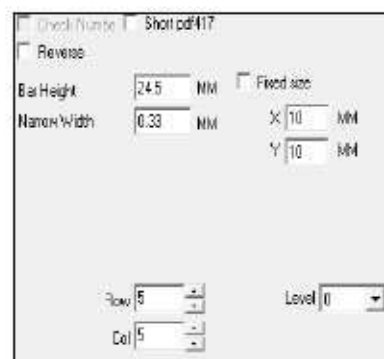 Check Numbe Short pdf417
Reverse
Bar Height 24.5 MM Fixed size
Narrow Width 0.33 MM X 10 MM
Y 10 MM
Row 5 Level 0
Col 5